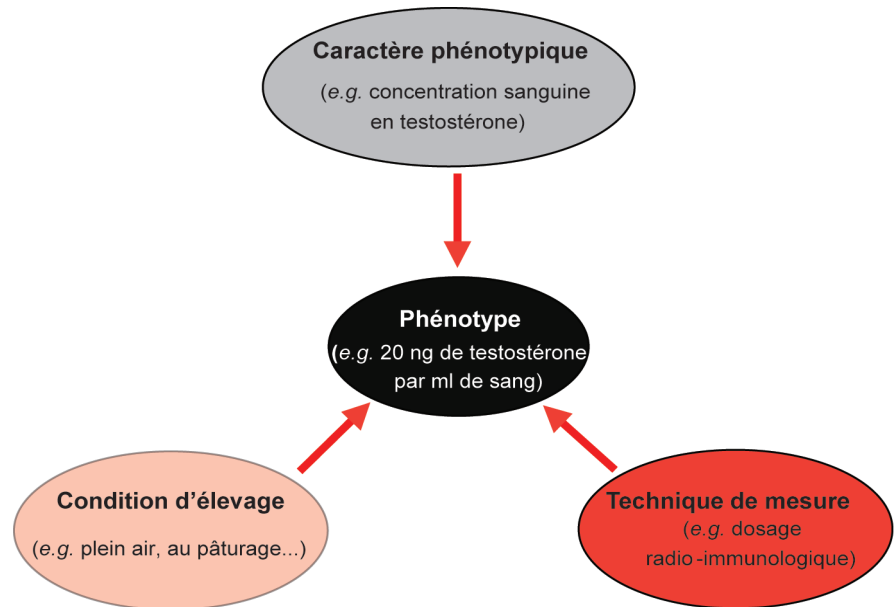 Caractère phénotypique
(e.g. concentration sanguine
en testostérone)
Phénotype
(e.g. 20 ng de testostérone
par ml de sang)
Condition d’élevage
(e.g. plein air, au pâturage...)
Technique de mesure
(e.g. dosage
radio-immunologique)